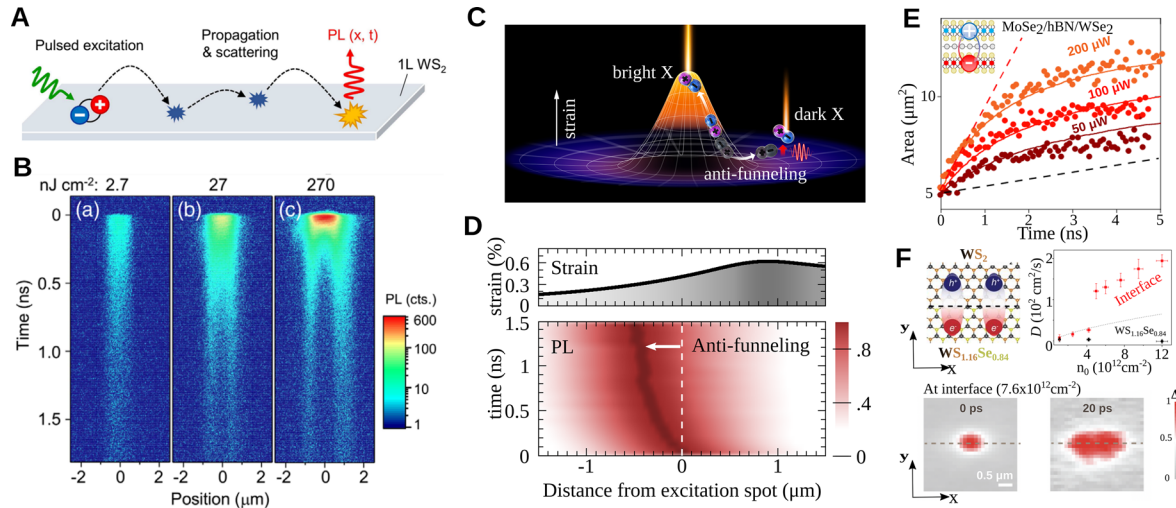 A
Pulsed excitation
Propagation
& scattering
PL (x, t)
1L WS2
B
nJ cm-2: 2.7 27 270
(a) (b) (c)
Time (ns)
0
0.5
1.0
1.5
PL (cts.)
600
100
10
1
-2 0 2 -2 0 2 -2 0 2
Position (μm)
C
strain
bright X
dark X
anti-funneling
D
strain (%)
0.6
0.3
0
Strain
time (ns)
1.5
1
0.5
0
PL
Anti-funneling
.8
.4
0
-1 0 1
Distance from excitation spot (μm)
E
MoSe2/hBN/WSe2
200 μW
100 μW
50 μW
Area (μm2)
10
5
0 1 2 3 4 5
Time (ns)
F
WS2
h+ h+
e- e-
WS1.16Se0.84
y
x
D (10² cm²/s)
2
1
0
Interface
WS1.16Se0.84
0 4 8 12
n0 (10¹²cm-2)
At interface (7.6x10¹²cm-2)
0 ps
20 ps
0.5 μm
y
x
1
0.5
0